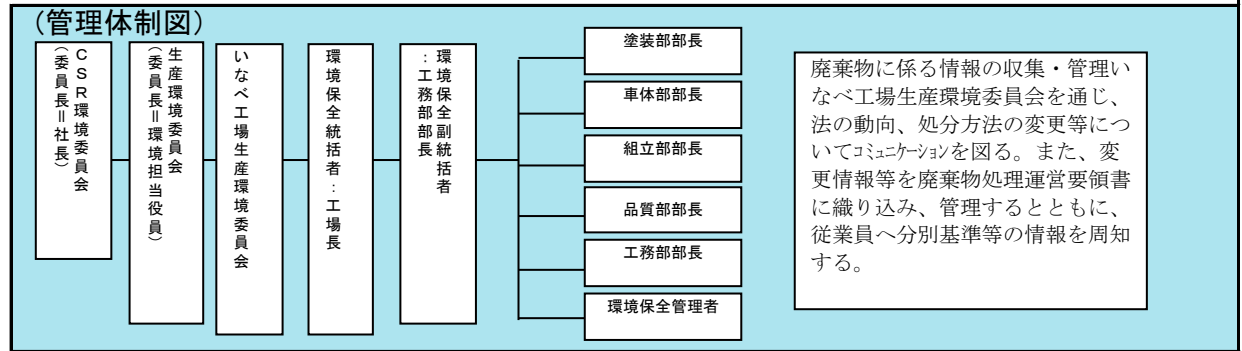 （管理体制図）
ＣＳＲ環境委員会
（委員長＝社長）
生産環境委員会
（委員長＝環境担当役員）
いなべ工場生産環境委員会
環境保全統括者：工場長
環境保全副統括者
：工務部部長
塗装部部長
車体部部長
組立部部長
品質部部長
工務部部長
環境保全管理者
廃棄物に係る情報の収集・管理い
なべ工場生産環境委員会を通じ、
法の動向、処分方法の変更等につ
いてｺﾐｭﾆｹｰｼｮﾝを図る。また、変
更情報等を廃棄物処理運営要領書
に織り込み、管理するとともに、
従業員へ分別基準等の情報を周知
する。